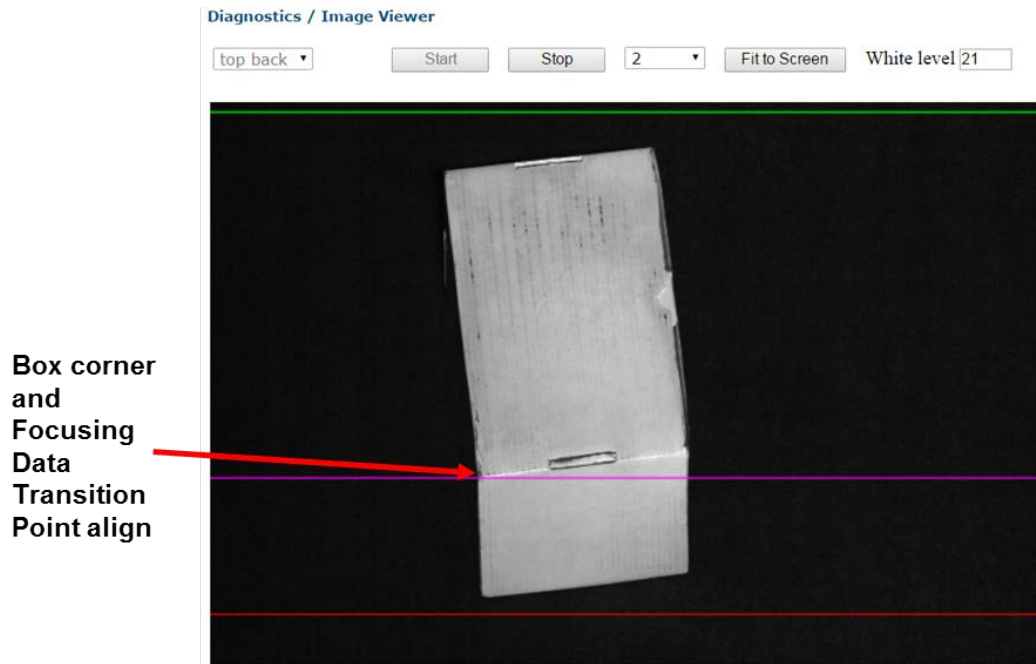 Diagnostics / Image Viewer
top back Start Stop 2 Fit to Screen White level 21
Box corner
and
Focusing
Data
Transition
Point align